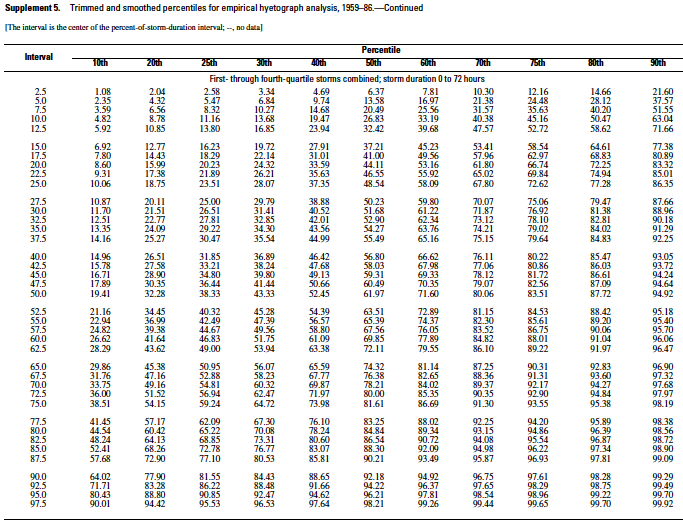 Supplement 5. Trimmed and smoothed percentiles for empirical hyetograph analysis, 1959–86.—Continued
[The interval is the center of the percent-of-storm-duration interval; --, no data]
Interval Percentile
10th 20th 25th 30th 40th 50th 60th 70th 75th 80th 90th
First- through fourth-quartile storms combined; storm duration 0 to 72 hours
2.5 1.08 2.04 2.58 3.34 4.69 6.37 7.81 10.30 12.16 14.66 21.60
5.0 2.35 4.32 5.47 6.84 9.74 13.58 16.97 21.38 24.48 28.12 37.57
7.5 3.59 6.56 8.32 10.27 14.68 20.49 25.56 31.57 35.63 40.20 51.55
10.0 4.82 8.78 11.16 13.68 19.47 26.83 33.19 40.38 45.16 50.47 63.04
12.5 5.92 10.85 13.80 16.85 23.94 32.42 39.68 47.57 52.72 58.62 71.66
15.0 6.92 12.77 16.23 19.72 27.91 37.21 45.23 53.41 58.54 64.61 77.38
17.5 7.80 14.43 18.29 22.14 31.01 41.00 49.56 57.96 62.97 68.83 80.89
20.0 8.60 15.99 20.23 24.32 33.59 44.11 53.16 61.80 66.74 72.25 83.32
22.5 9.31 17.38 21.89 26.21 35.63 46.55 55.92 65.02 69.84 74.94 85.01
25.0 10.06 18.75 23.51 28.07 37.35 48.54 58.09 67.80 72.62 77.28 86.35
27.5 10.87 20.11 25.00 29.79 38.88 50.23 59.80 70.07 75.06 79.47 87.66
30.0 11.70 21.51 26.51 31.41 40.52 51.68 61.22 71.87 76.92 81.38 88.96
32.5 12.51 22.77 27.81 32.85 42.01 52.90 62.34 73.12 78.10 82.81 90.18
35.0 13.35 24.09 29.22 34.30 43.56 54.27 63.76 74.21 79.02 84.02 91.29
37.5 14.16 25.27 30.47 35.54 44.99 55.49 65.16 75.15 79.64 84.83 92.25
40.0 14.96 26.51 31.85 36.89 46.42 56.80 66.62 76.11 80.22 85.47 93.05
42.5 15.78 27.58 33.21 38.24 47.68 58.03 67.98 77.06 80.86 86.03 93.72
45.0 16.71 28.90 34.80 39.80 49.13 59.31 69.33 78.12 81.72 86.61 94.24
47.5 17.89 30.35 36.44 41.44 50.66 60.49 70.35 79.07 82.56 87.09 94.64
50.0 19.41 32.28 38.33 43.33 52.45 61.97 71.60 80.06 83.51 87.72 94.92
52.5 21.16 34.45 40.32 45.28 54.39 63.51 72.89 81.15 84.53 88.42 95.18
55.0 22.94 36.99 42.49 47.39 56.57 65.39 74.37 82.30 85.61 89.20 95.40
57.5 24.82 39.38 44.67 49.56 58.80 67.56 76.05 83.52 86.75 90.06 95.70
60.0 26.62 41.64 46.83 51.75 61.09 69.85 77.89 84.82 88.01 91.04 96.06
62.5 28.29 43.62 49.00 53.94 63.38 72.11 79.55 86.10 89.22 91.97 96.47
65.0 29.86 45.38 50.95 56.07 65.59 74.32 81.14 87.25 90.31 92.83 96.90
67.5 31.76 47.16 52.88 58.23 67.77 76.38 82.65 88.36 91.31 93.60 97.32
70.0 33.75 49.16 54.81 60.32 69.87 78.21 84.02 89.37 92.17 94.27 97.68
72.5 36.00 51.52 56.94 62.47 71.97 80.00 85.35 90.35 92.90 94.84 97.97
75.0 38.51 54.15 59.24 64.72 73.98 81.61 86.69 91.30 93.55 95.38 98.19
77.5 41.45 57.17 62.09 67.30 76.10 83.25 88.02 92.25 94.20 95.89 98.38
80.0 44.54 60.42 65.22 70.08 78.24 84.84 89.34 93.15 94.86 96.39 98.56
82.5 48.24 64.13 68.85 73.31 80.60 86.54 90.72 94.08 95.54 96.87 98.72
85.0 52.41 68.26 72.78 76.77 83.07 88.30 92.09 94.98 96.22 97.34 98.90
87.5 57.68 72.90 77.10 80.53 85.81 90.21 93.49 95.87 96.93 97.81 99.09
90.0 64.02 77.90 81.55 84.43 88.65 92.18 94.92 96.75 97.61 98.28 99.29
92.5 71.71 83.28 86.22 88.48 91.66 94.22 96.37 97.65 98.29 98.75 99.49
95.0 80.43 88.80 90.85 92.47 94.62 96.21 97.81 98.54 98.96 99.22 99.70
97.5 90.01 94.42 95.53 96.53 97.64 98.21 99.26 99.44 99.65 99.70 99.92